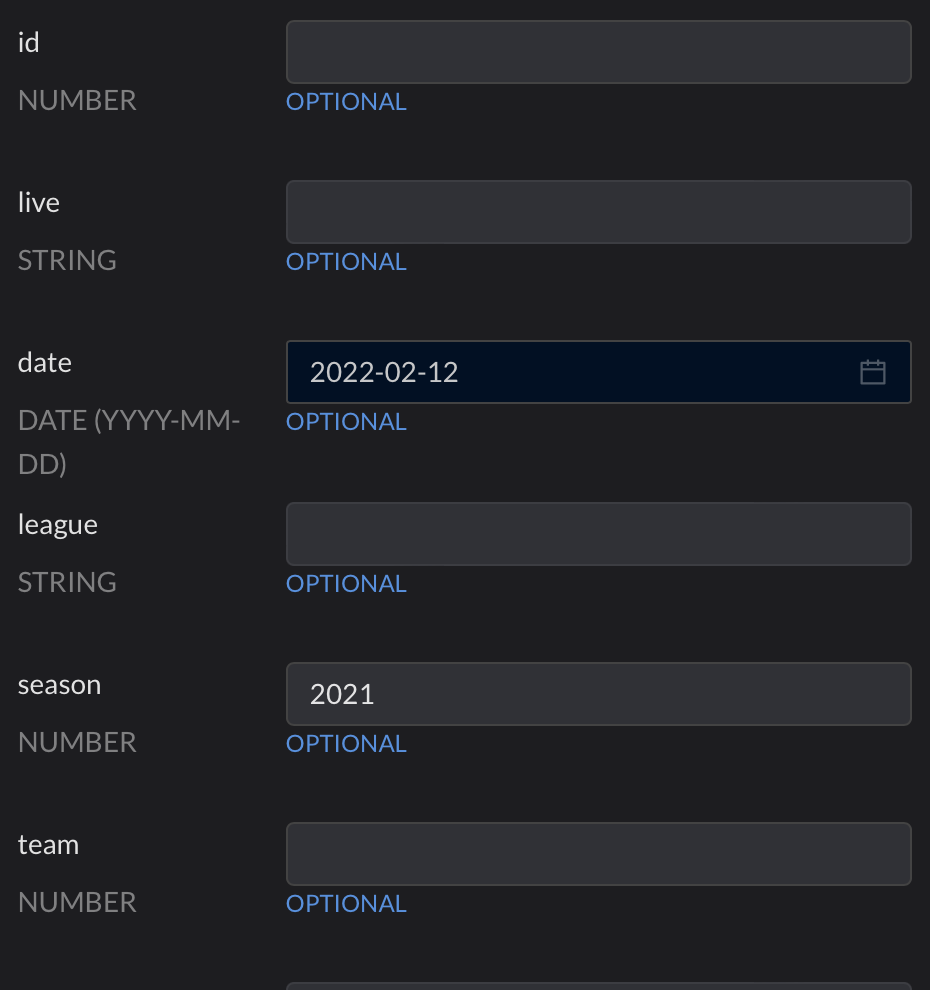 id
NUMBER
OPTIONAL
live
STRING
OPTIONAL
date
2022-02-12
DATE (YYYY-MM-
DD)
OPTIONAL
league
STRING
OPTIONAL
season
2021
NUMBER
OPTIONAL
team
NUMBER
OPTIONAL